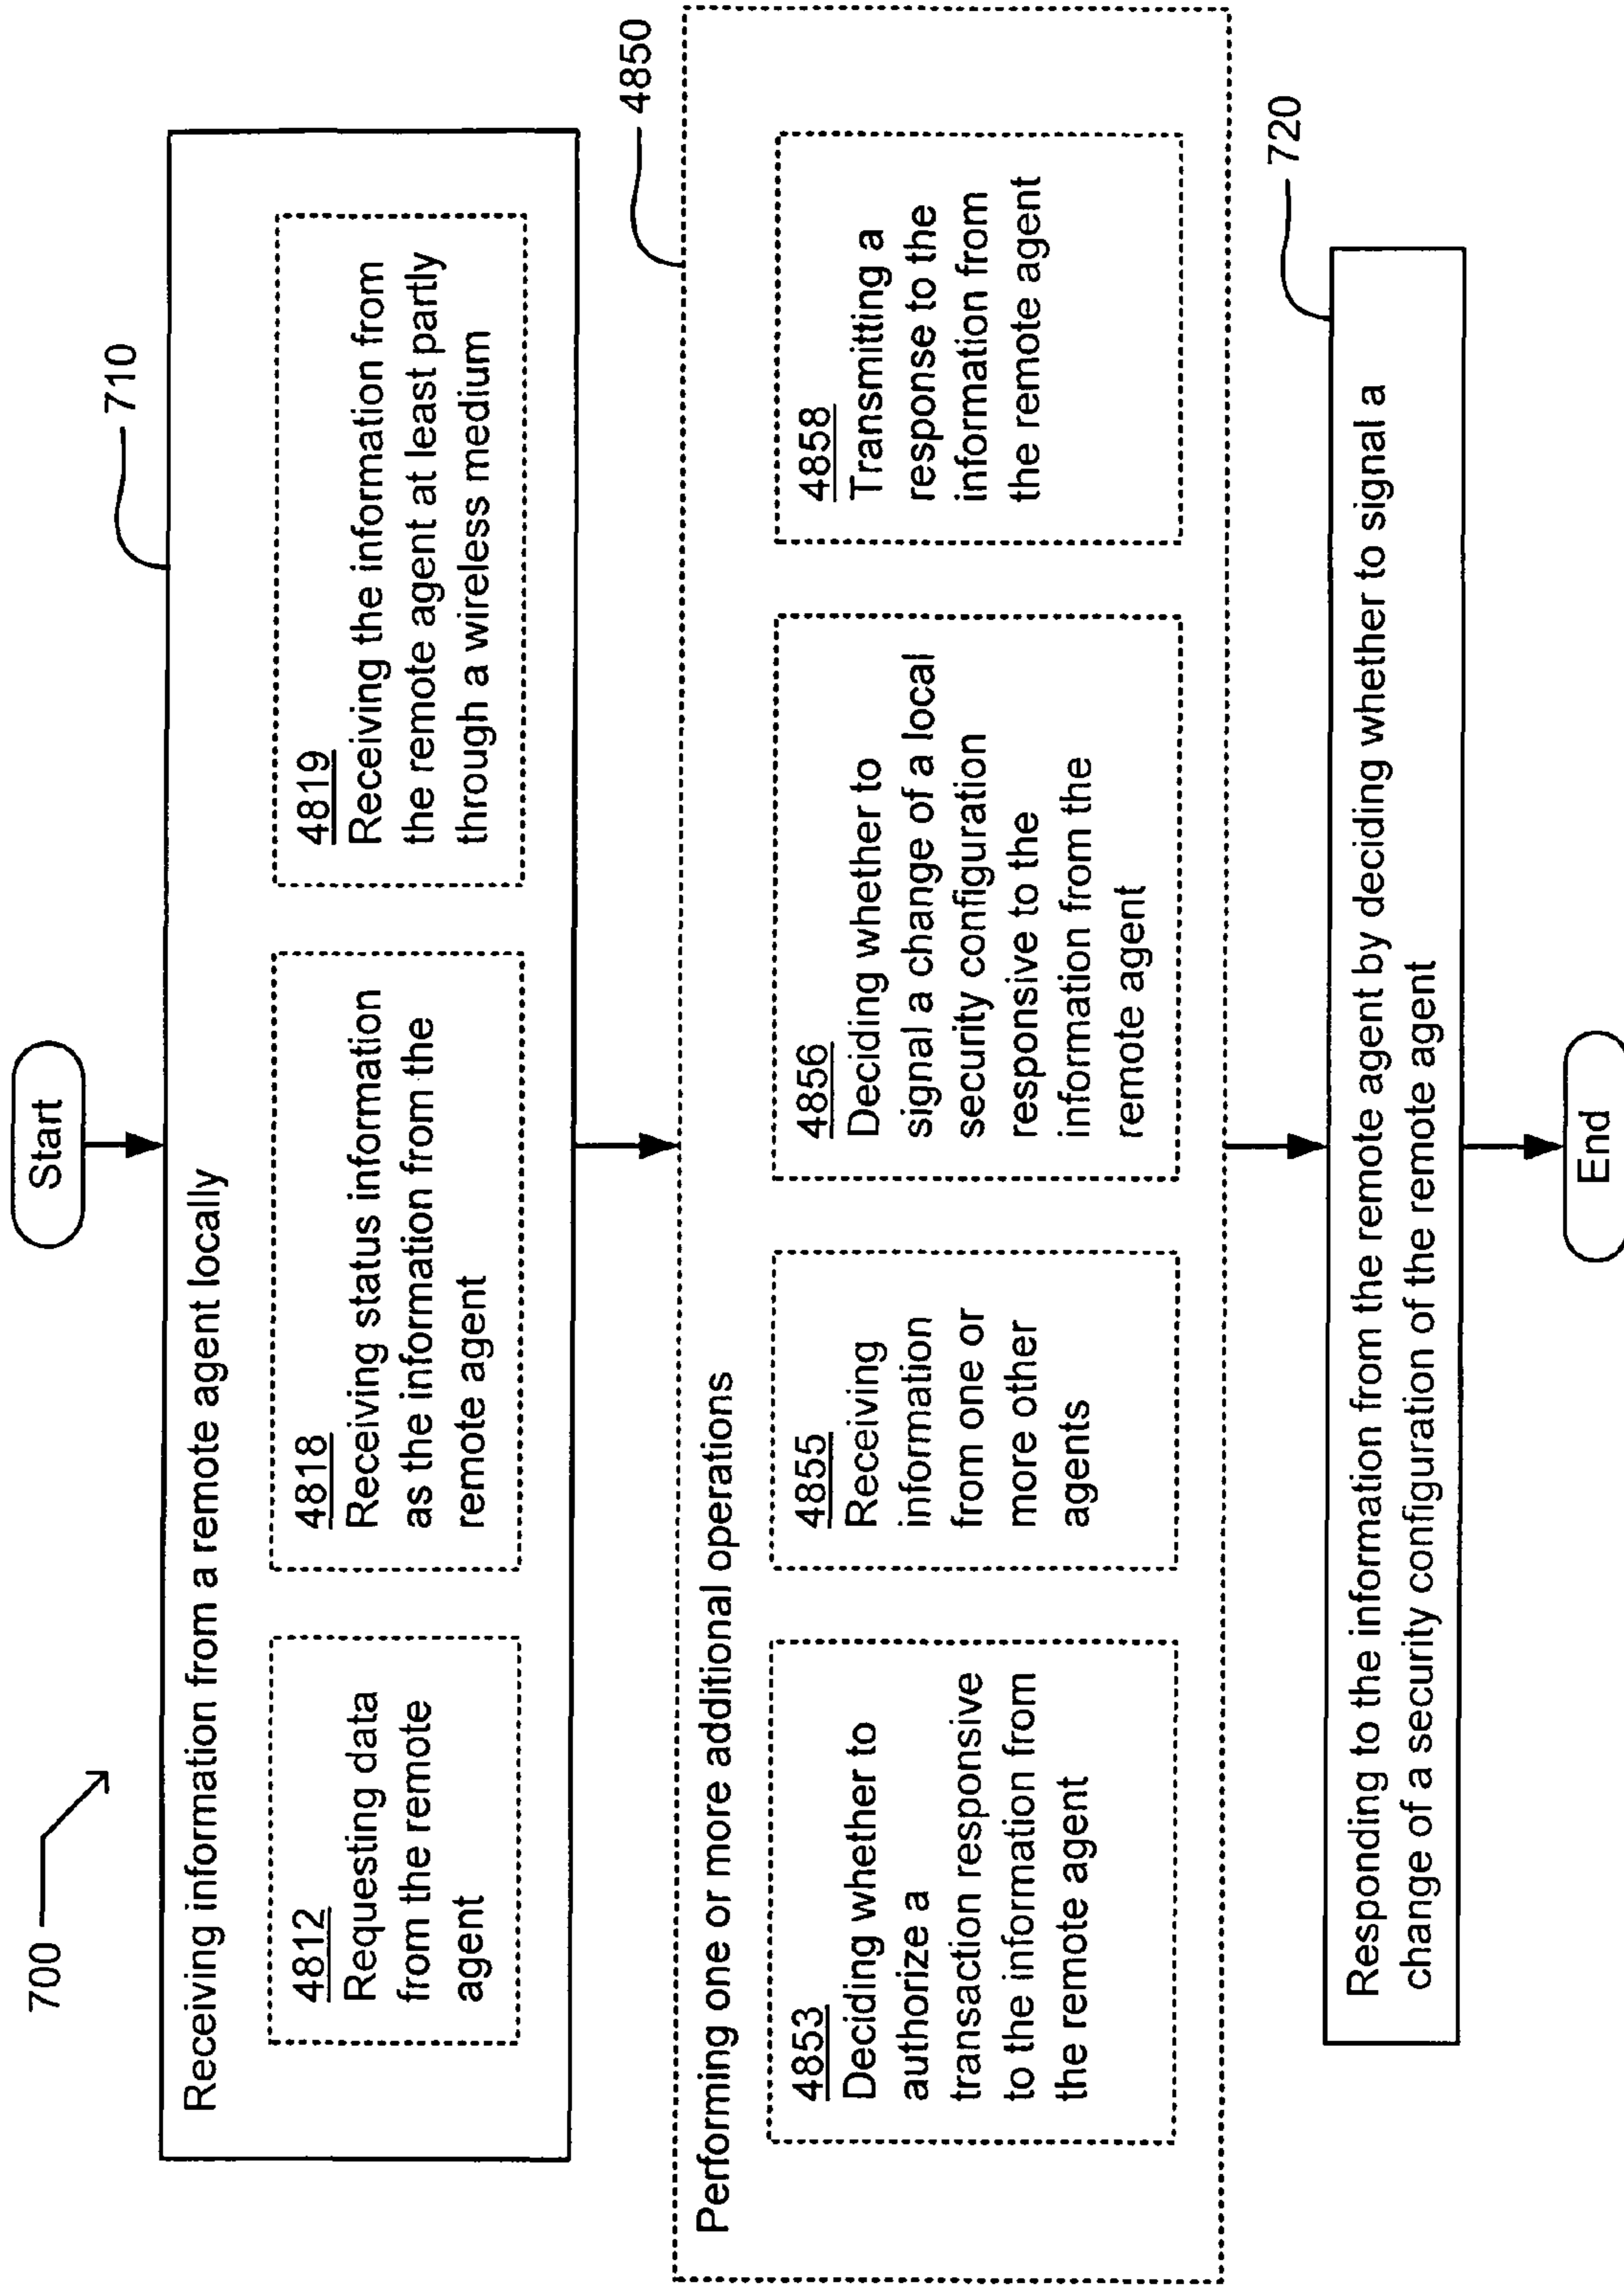 700
Start
710
Receiving information from a remote agent locally
4812
Requesting data
from the remote
agent
4818
Receiving status information
as the information from the
remote agent
4819
Receiving the information from
the remote agent at least partly
through a wireless medium
4850
Performing one or more additional operations
4853
Deciding whether to
authorize a
transaction responsive
to the information from
the remote agent
4855
Receiving
information
from one or
more other
agents
4856
Deciding whether to
signal a change of a local
security configuration
responsive to the
information from the
remote agent
4858
Transmitting a
response to the
information from
the remote agent
720
Responding to the information from the remote agent by deciding whether to signal a
change of a security configuration of the remote agent
End